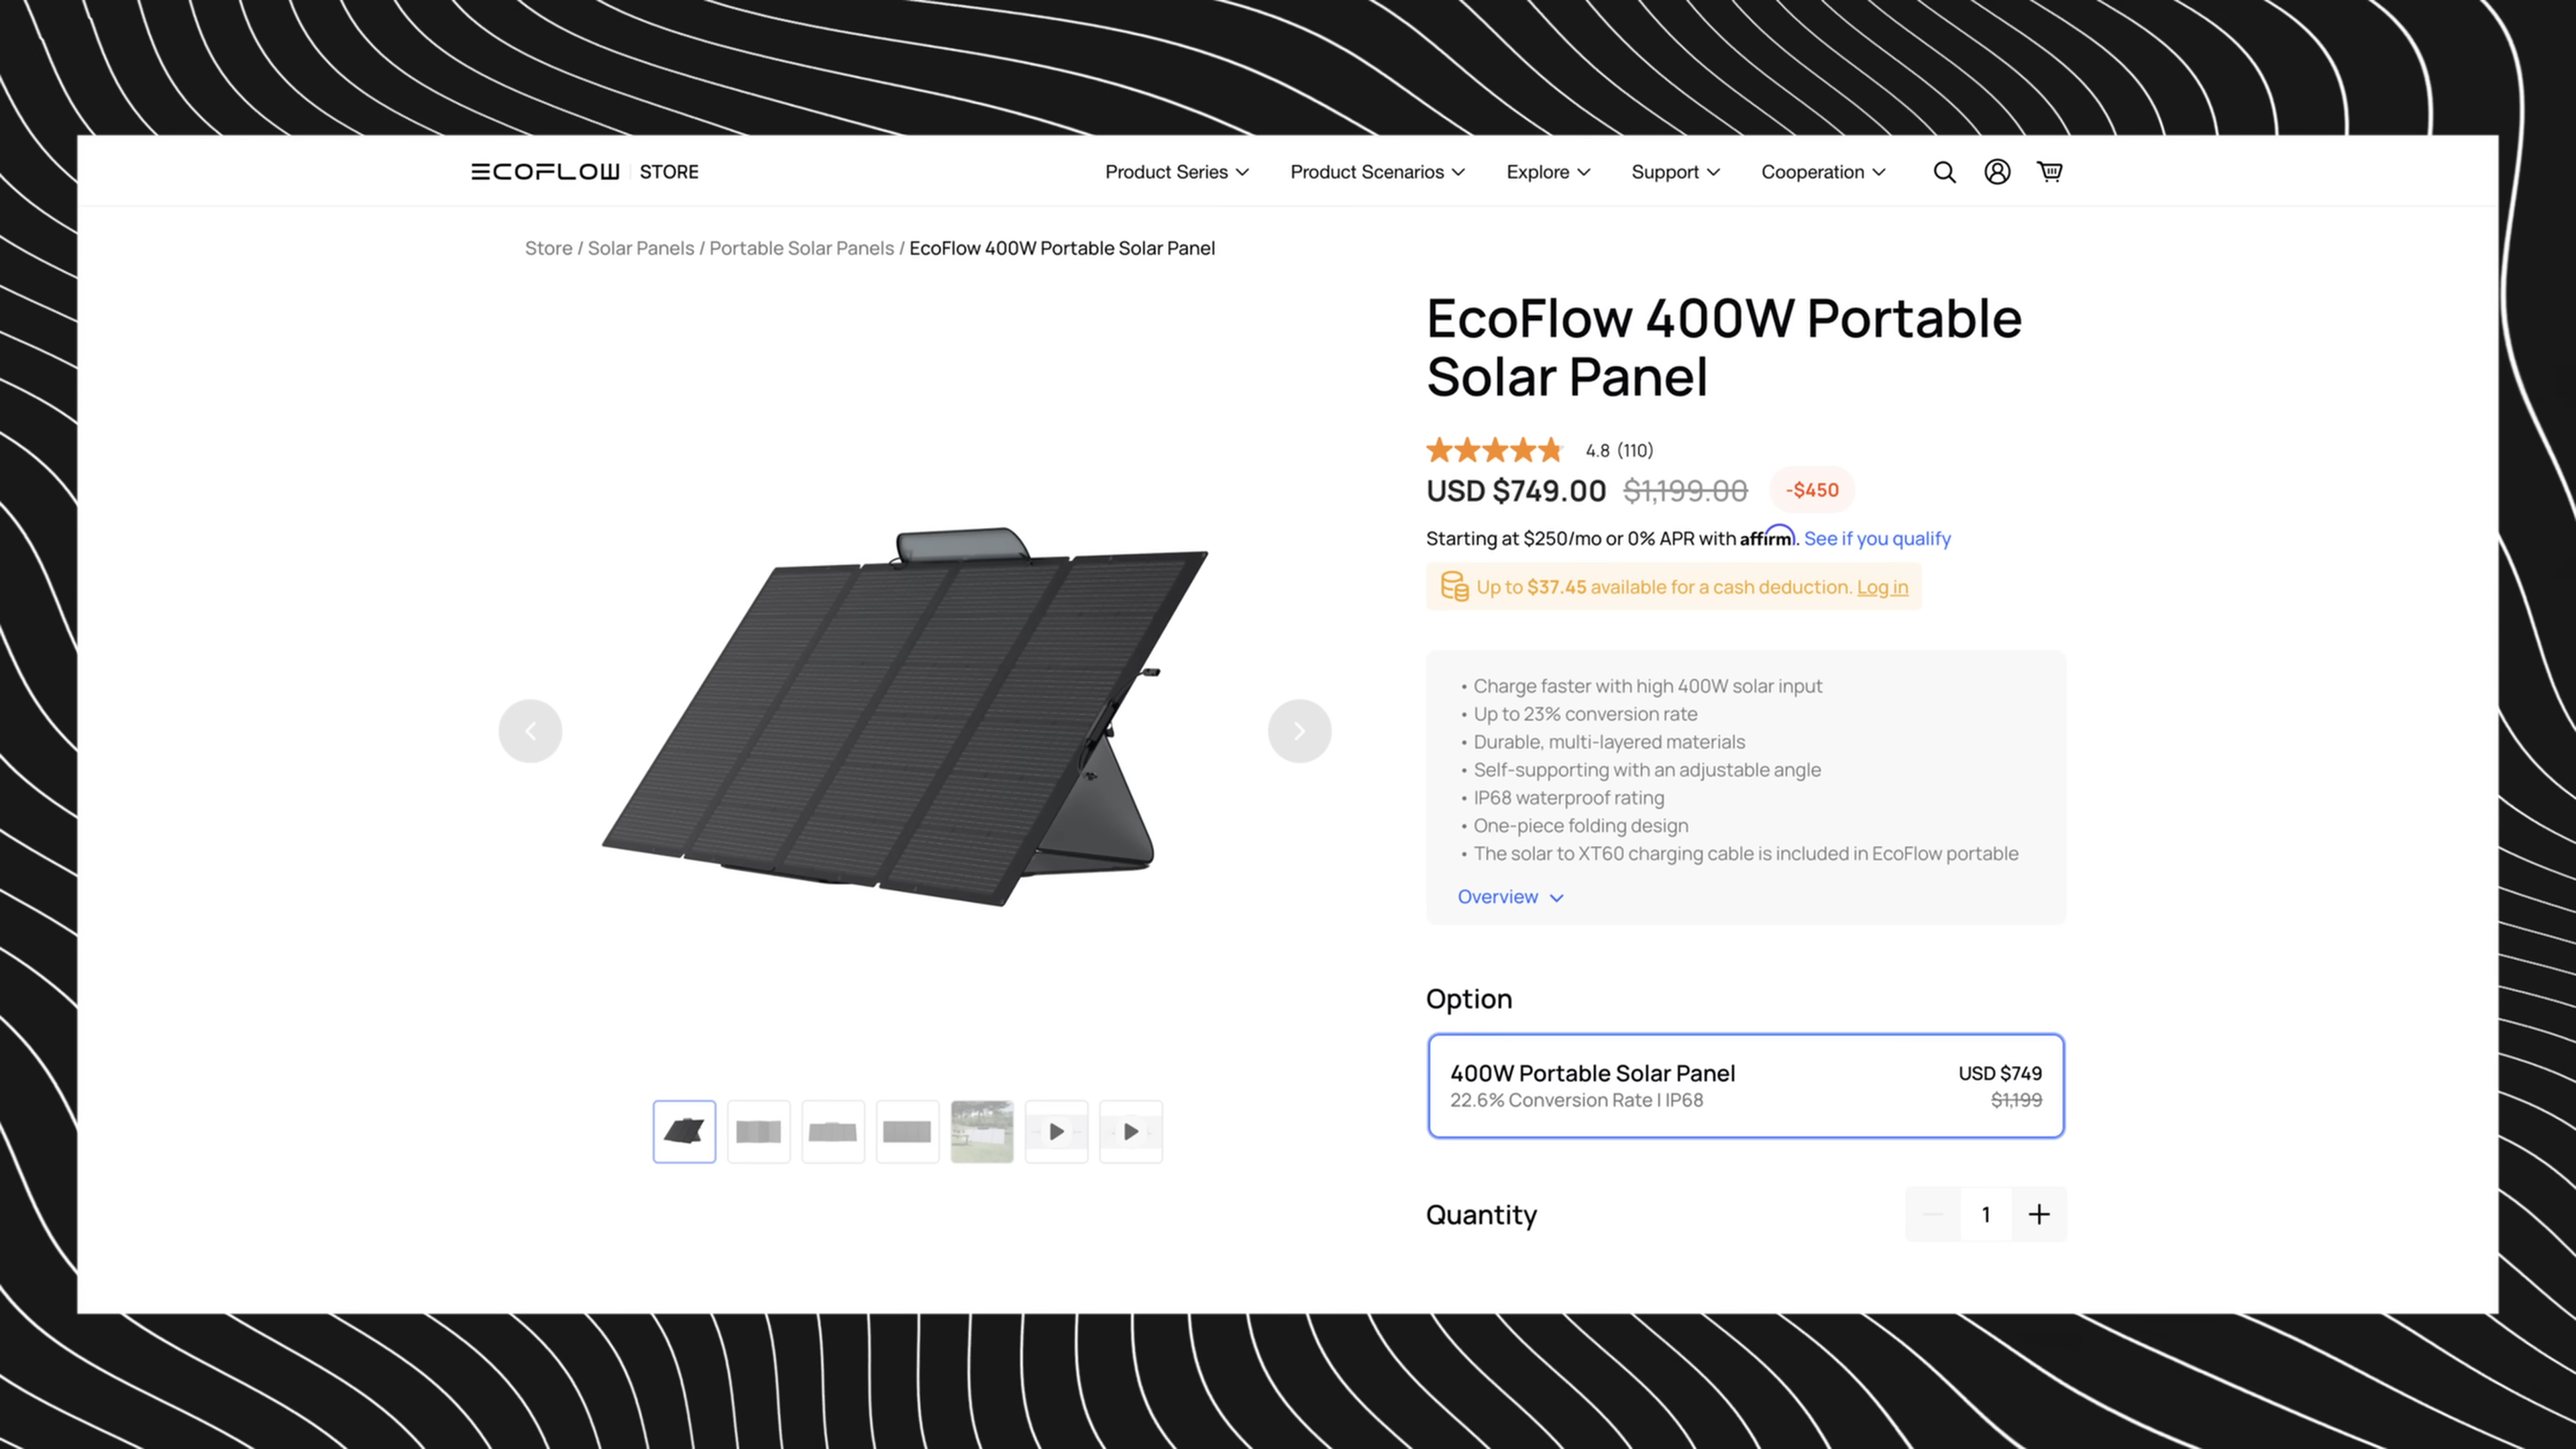 ECOFLOW STORE
Product Series Product Scenarios Explore Support Cooperation
Store / Solar Panels / Portable Solar Panels / EcoFlow 400W Portable Solar Panel
EcoFlow 400W Portable
Solar Panel
4.8 (110)
USD $749.00 $1,199.00 -$450
Starting at $250/mo or 0% APR with affirm. See if you qualify
Up to $37.45 available for a cash deduction. Log in
• Charge faster with high 400W solar input
• Up to 23% conversion rate
• Durable, multi-layered materials
• Self-supporting with an adjustable angle
• IP68 waterproof rating
• One-piece folding design
• The solar to XT60 charging cable is included in EcoFlow portable
Overview
Option
400W Portable Solar Panel USD $749
22.6% Conversion Rate | IP68 $1,199
Quantity 1 +